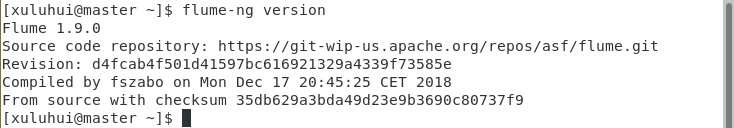 [xuluhui@master ~]$ flume-ng version
Flume 1.9.0
Source code repository: https://git-wip-us.apache.org/repos/asf/flume.git
Revision: d4fcab4f501d41597bc616921329a4339f73585e
Compiled by fszabo on Mon Dec 17 20:45:25 CET 2018
From source with checksum 35db629a3bda49d23e9b3690c80737f9
[xuluhui@master ~]$